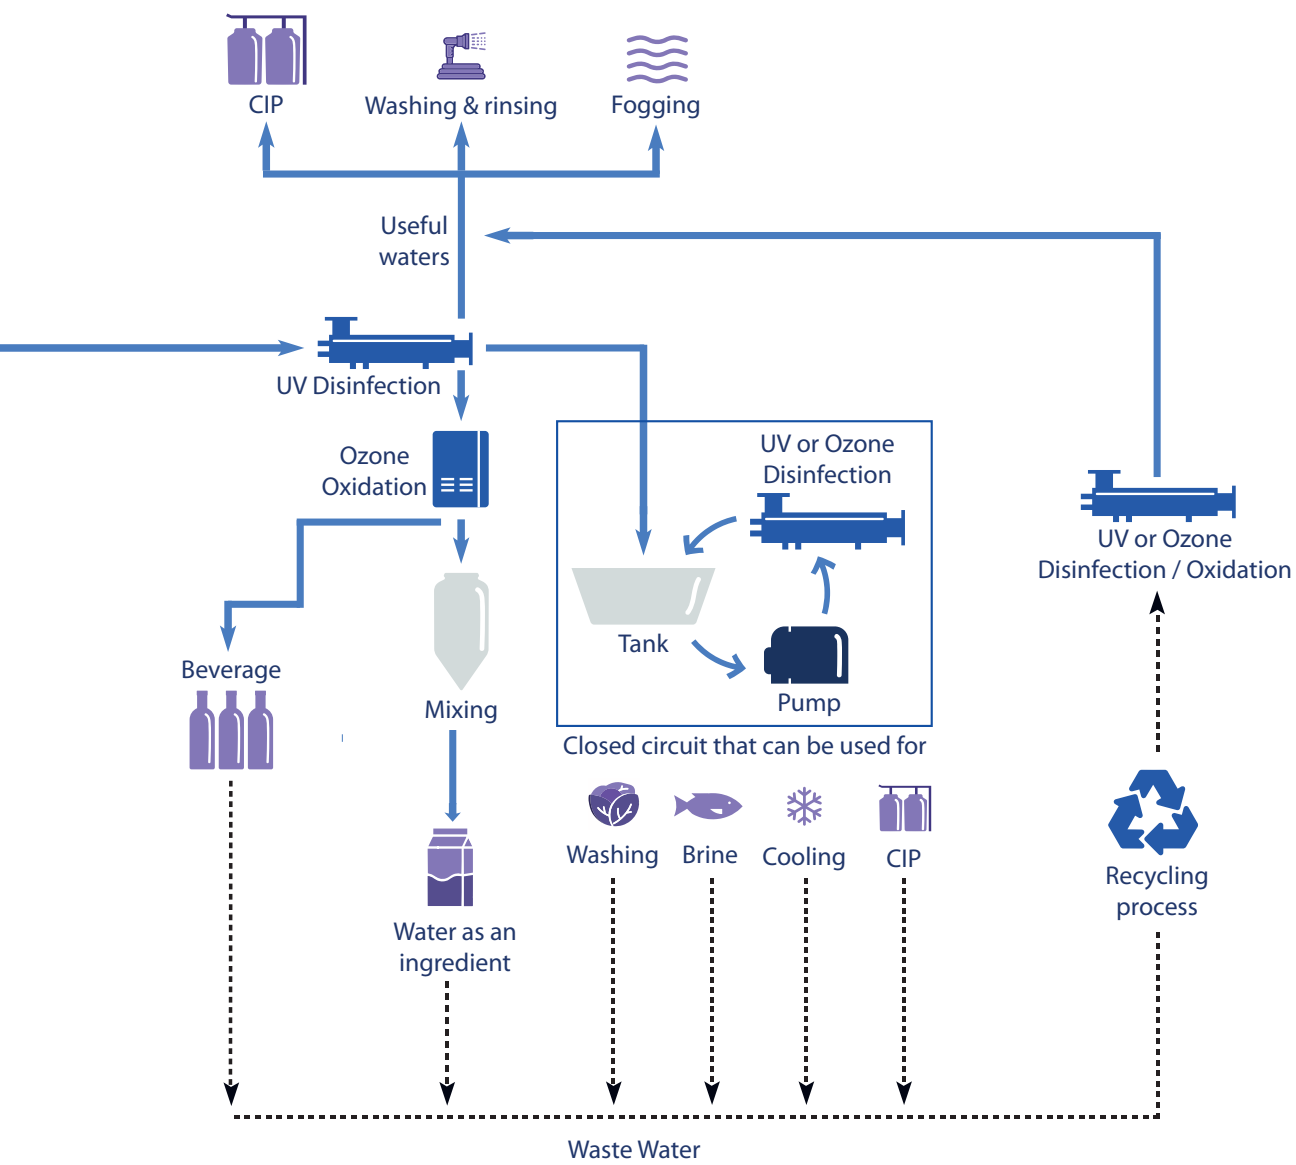 CIP
Washing & rinsing
Fogging
Useful
waters
UV Disinfection
Ozone
Oxidation
UV or Ozone
Disinfection
Tank
Pump
Closed circuit that can be used for
Washing
Brine
Cooling
CIP
Beverage
Mixing
Water as an
ingredient
UV or Ozone
Disinfection / Oxidation
Recycling
process
Waste Water